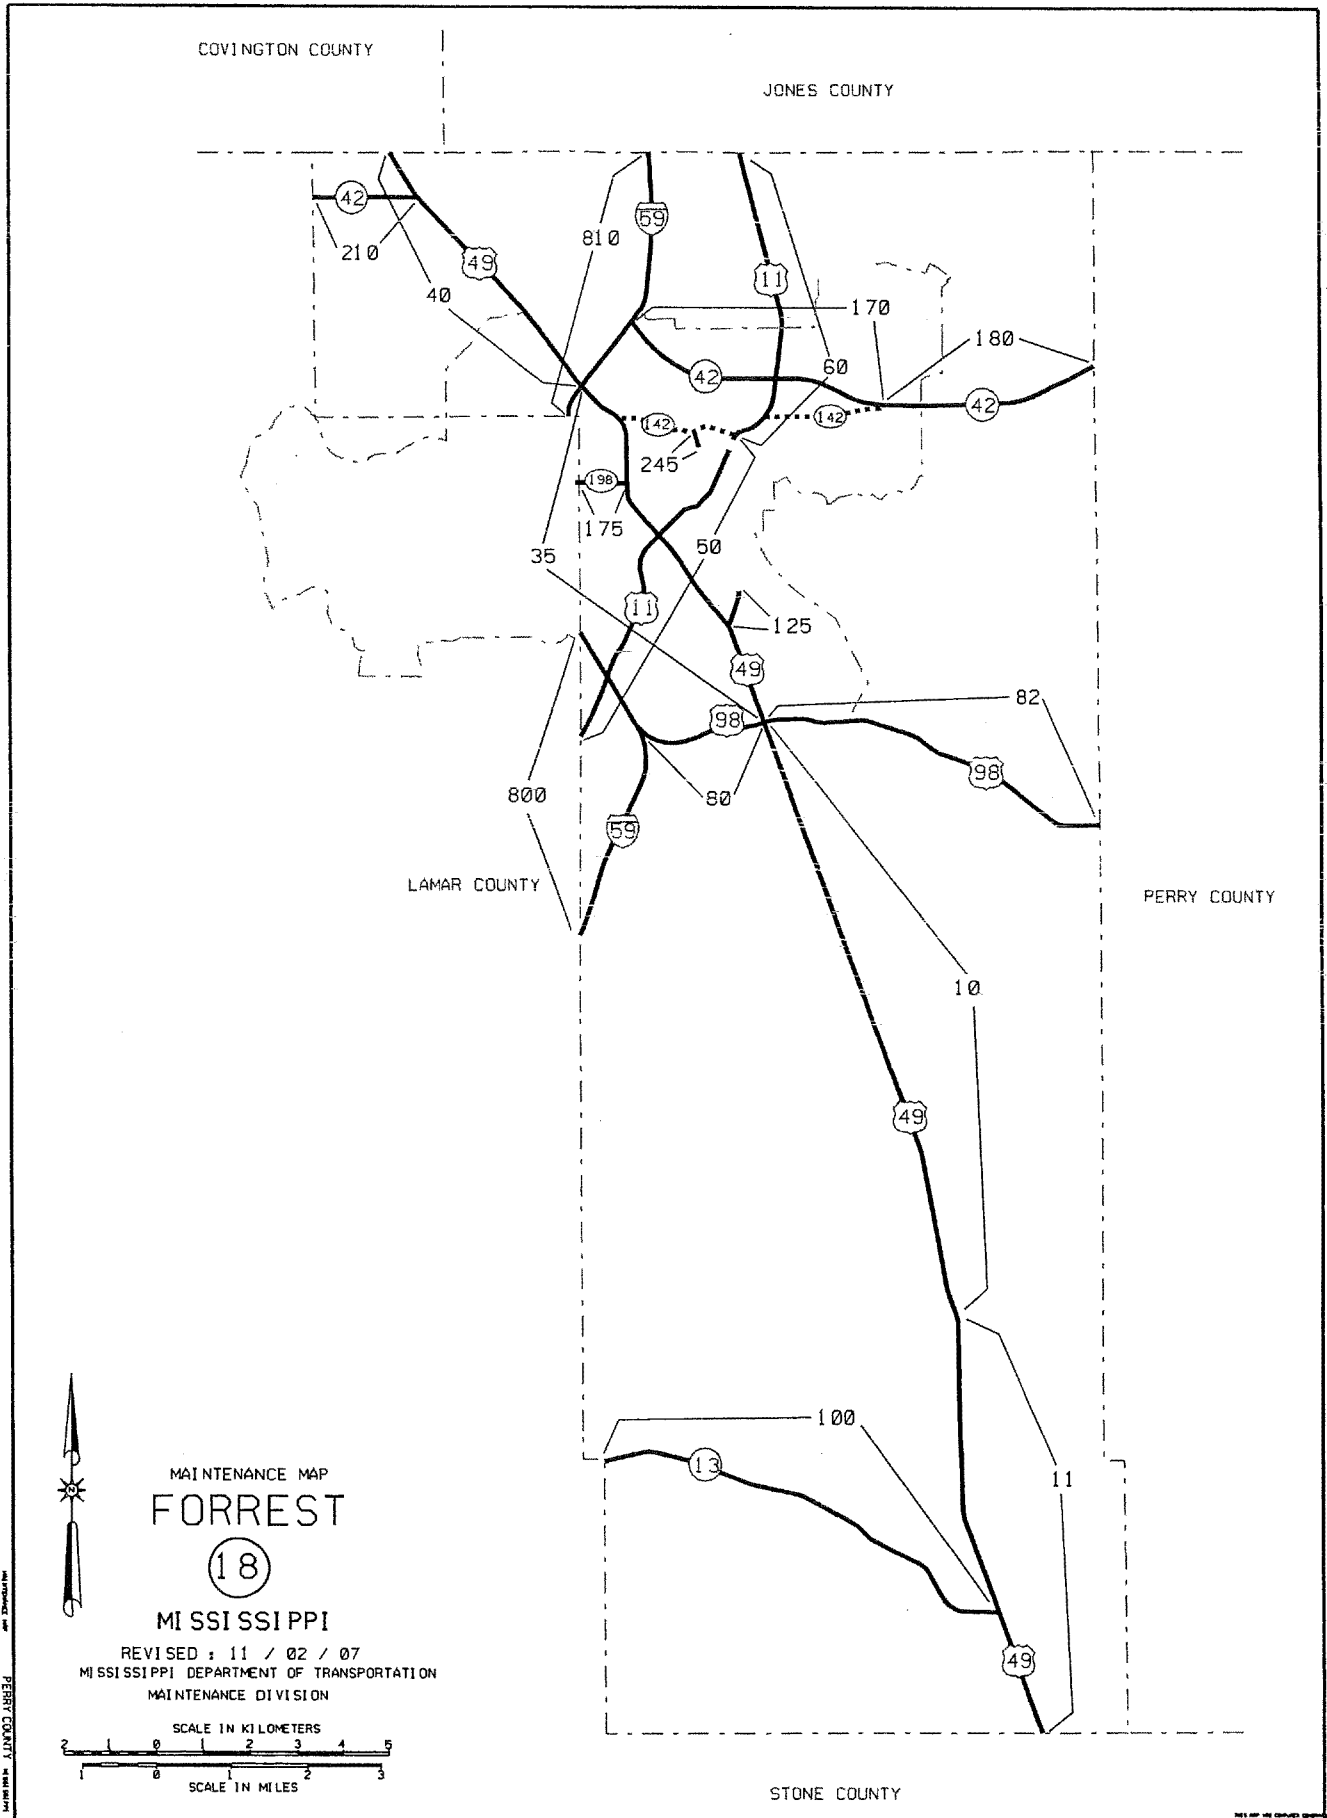 COVINGTON COUNTY
JONES COUNTY
42
59
810
210
49
11
40
170
180
60
42
42
142
142
245
198
175
35
50
11
125
49
82
98
98
800
80
59
LAMAR COUNTY
PERRY COUNTY
10
49
100
13
11
MAINTENANCE MAP
FORREST
18
MISSISSIPPI
REVISED : 11 / 02 / 07
MISSISSIPPI DEPARTMENT OF TRANSPORTATION
MAINTENANCE DIVISION
49
SCALE IN KILOMETERS
2 1 0 1 2 3 4 5
1 0 1 2 3
SCALE IN MILES
STONE COUNTY
N
MAINTENANCE MAP
PERRY COUNTY